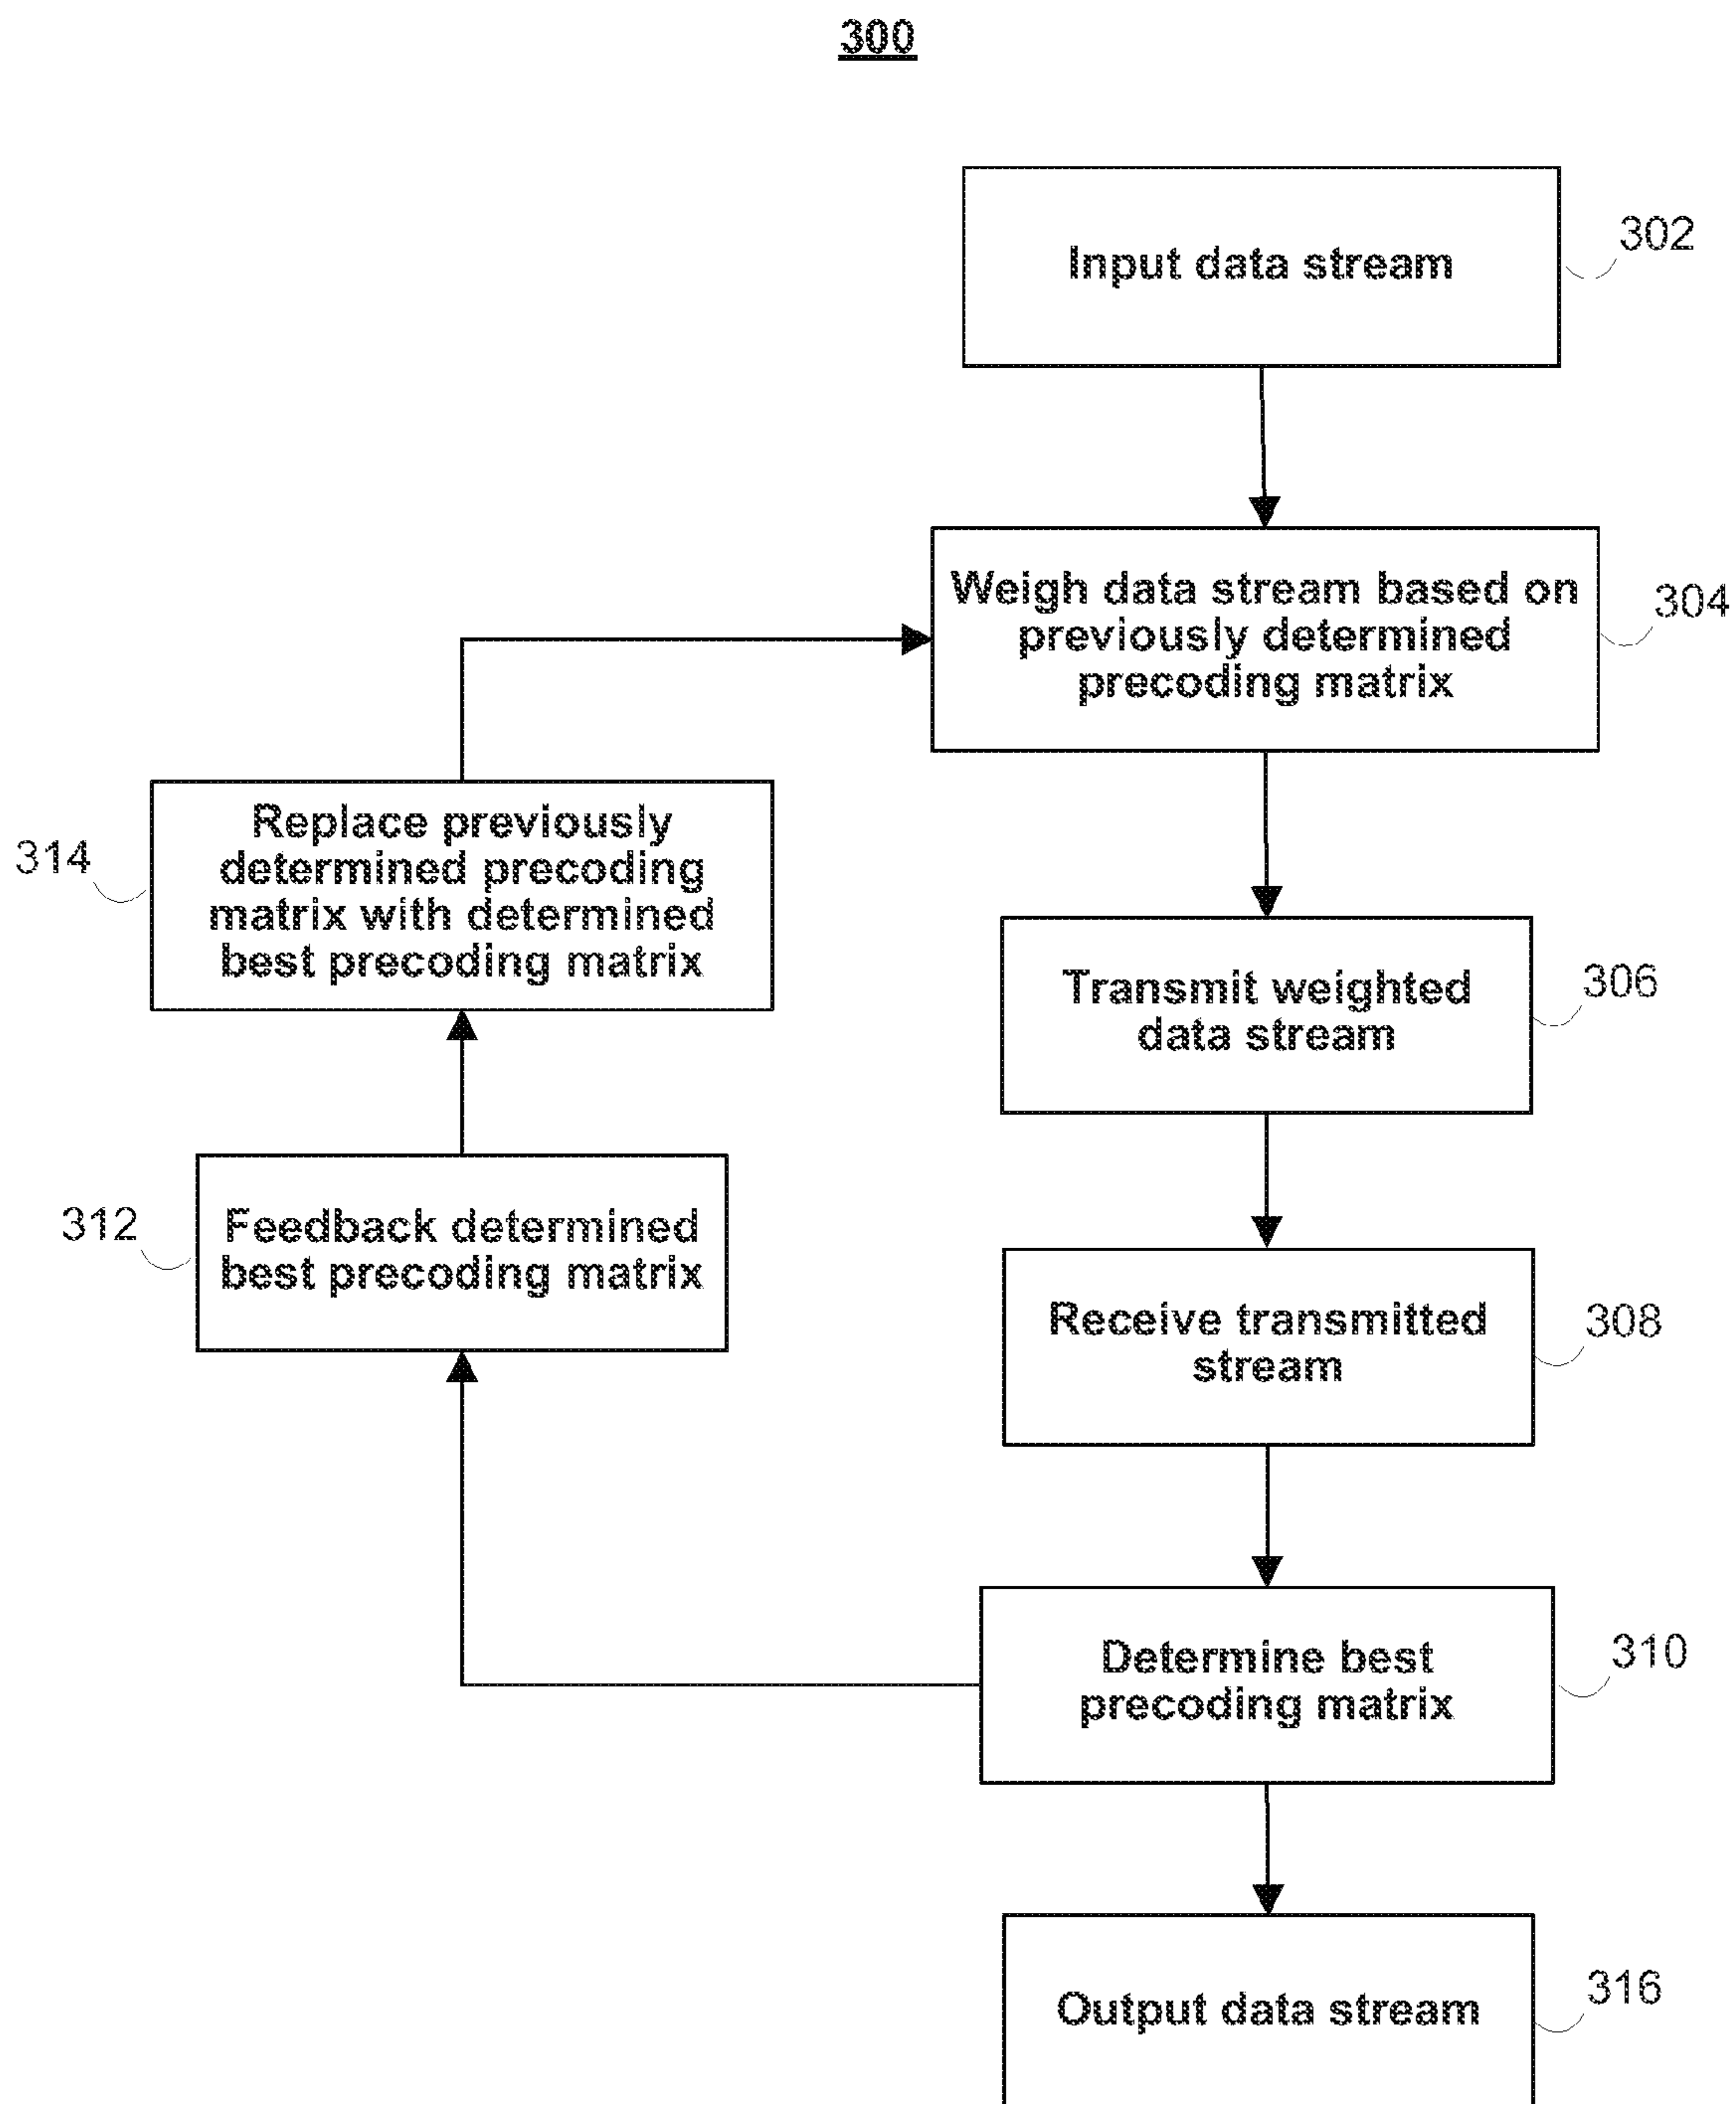 300
Input data stream
302
Weigh data stream based on
previously determined
precoding matrix
304
Replace previously
determined precoding
matrix with determined
best precoding matrix
314
Transmit weighted
data stream
306
Feedback determined
best precoding matrix
312
Receive transmitted
stream
308
Determine best
precoding matrix
310
Output data stream
316